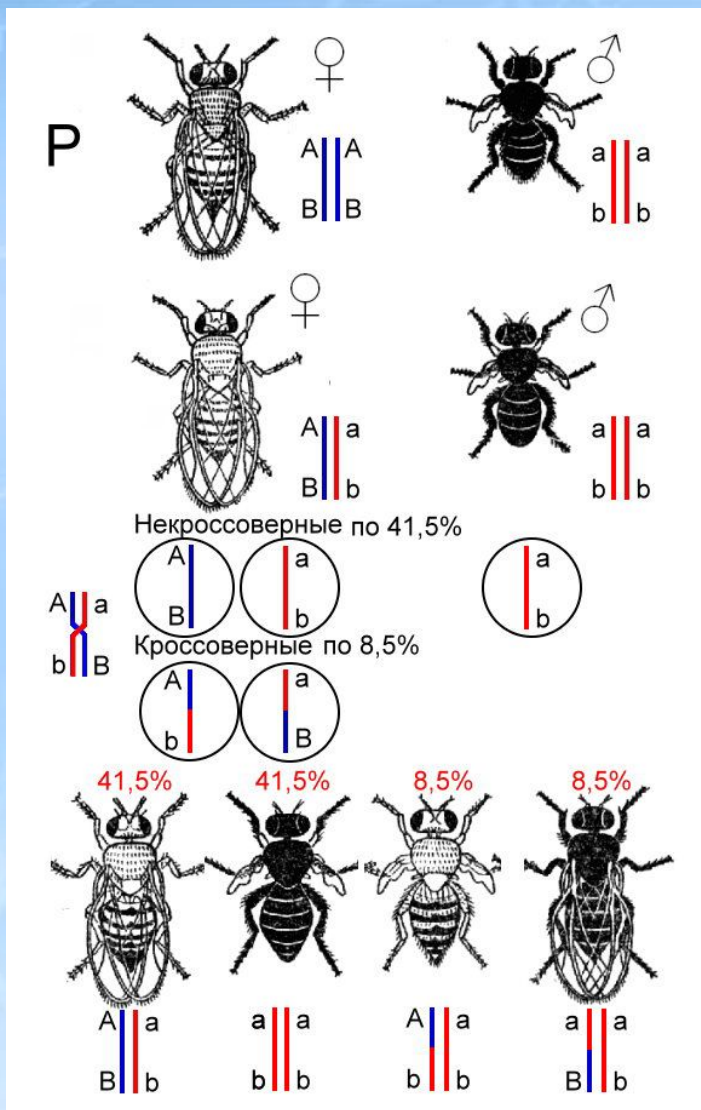 ♀ ♂
P
A A a a
B B b b
♀ ♂
A a a a
B b b b
Некроссоверные по 41,5%
A a a
B b b
A a
b B
Кроссоверные по 8,5%
A a
b B
41,5% 41,5% 8,5% 8,5%
A a a a A a a a
B b b b b b B b